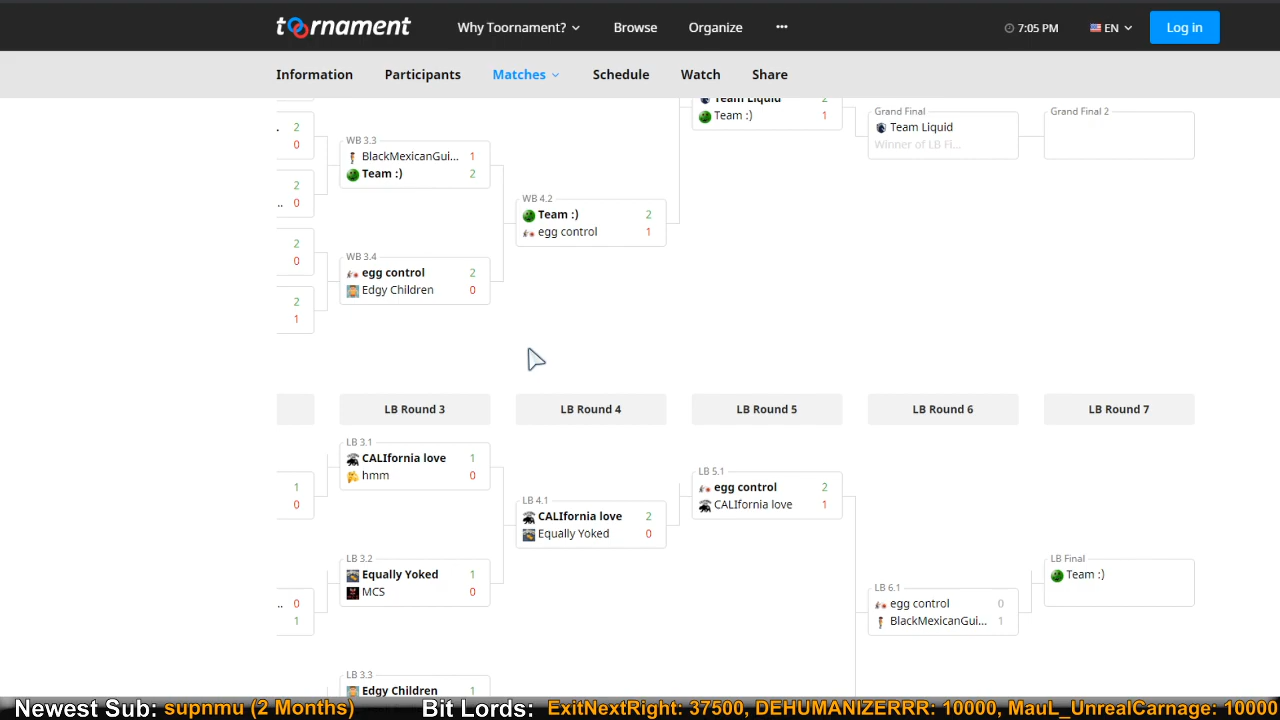 toornament
Why Toornament?
Browse
Organize
•••
7:05 PM
EN
Log in
Information
Participants
Matches
Schedule
Watch
Share
2
0
2
.. 0
2
0
2
1
WB 3.3
BlackMexicanGui... 1
Team :) 2
WB 3.4
egg control 2
Edgy Children 0
WB 4.2
Team :) 2
egg control 1
Team Liquid 2
Team :) 1
Grand Final
Team Liquid
Winner of LB Fi...
Grand Final 2
LB Round 3
LB Round 4
LB Round 5
LB Round 6
LB Round 7
1
0
.. 0
1
LB 3.1
CALIfornia love 1
hmm 0
LB 3.2
Equally Yoked 1
MCS 0
LB 3.3
Edgy Children 1
LB 4.1
CALIfornia love 2
Equally Yoked 0
LB 5.1
egg control 2
CALIfornia love 1
LB 6.1
egg control 0
BlackMexicanGui... 1
LB Final
Team :)
Newest Sub: supnmu (2 Months)
Bit Lords: ExitNextRight: 37500, DEHUMANIZERRR: 10000, MauL_UnrealCarnage: 10000